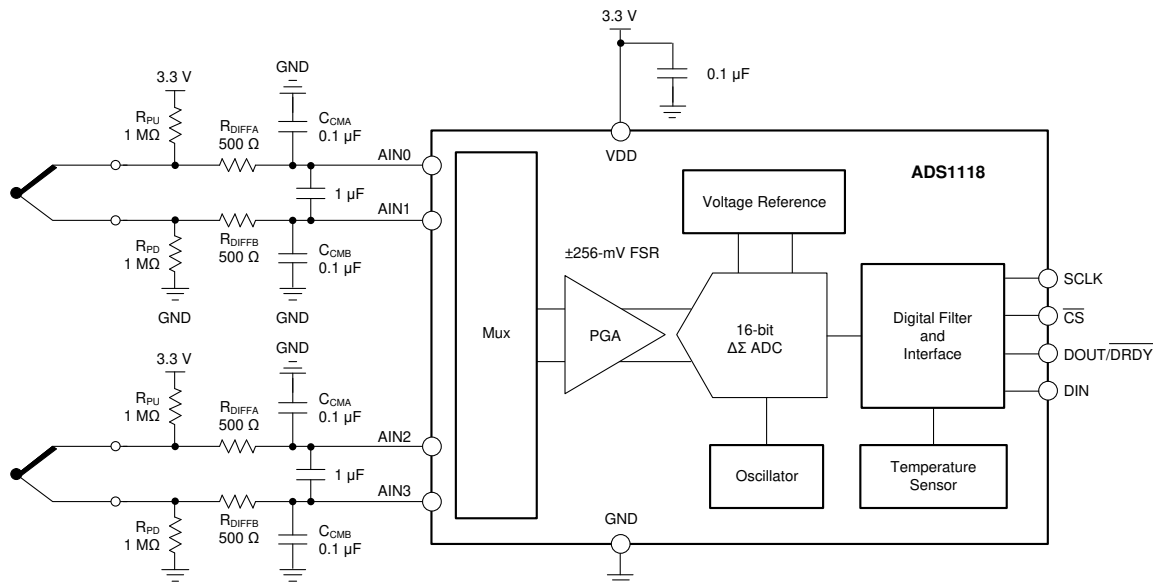 3.3 V
0.1 µF
GND
3.3 V
RPU
1 MΩ
RDIFFA
500 Ω
CCMA
0.1 µF
AIN0
1 µF
AIN1
RPD
1 MΩ
RDIFFB
500 Ω
CCMB
0.1 µF
GND
GND
VDD
ADS1118
Voltage Reference
±256-mV FSR
Mux
PGA
16-bit
ΔΣ ADC
Digital Filter
and
Interface
SCLK
CS
DOUT/DRDY
DIN
Oscillator
Temperature
Sensor
GND
3.3 V
RPU
1 MΩ
RDIFFA
500 Ω
CCMA
0.1 µF
AIN2
1 µF
AIN3
RPD
1 MΩ
RDIFFB
500 Ω
CCMB
0.1 µF
GND